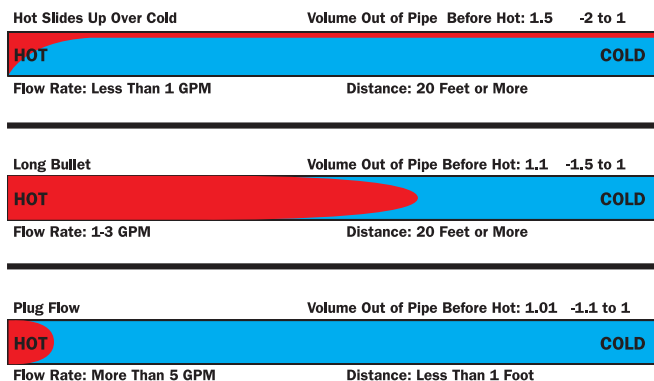 Hot Slides Up Over Cold Volume Out of Pipe Before Hot: 1.5 -2 to 1
HOT COLD
Flow Rate: Less Than 1 GPM Distance: 20 Feet or More
Long Bullet Volume Out of Pipe Before Hot: 1.1 -1.5 to 1
HOT COLD
Flow Rate: 1-3 GPM Distance: 20 Feet or More
Plug Flow Volume Out of Pipe Before Hot: 1.01 -1.1 to 1
HOT COLD
Flow Rate: More Than 5 GPM Distance: Less Than 1 Foot